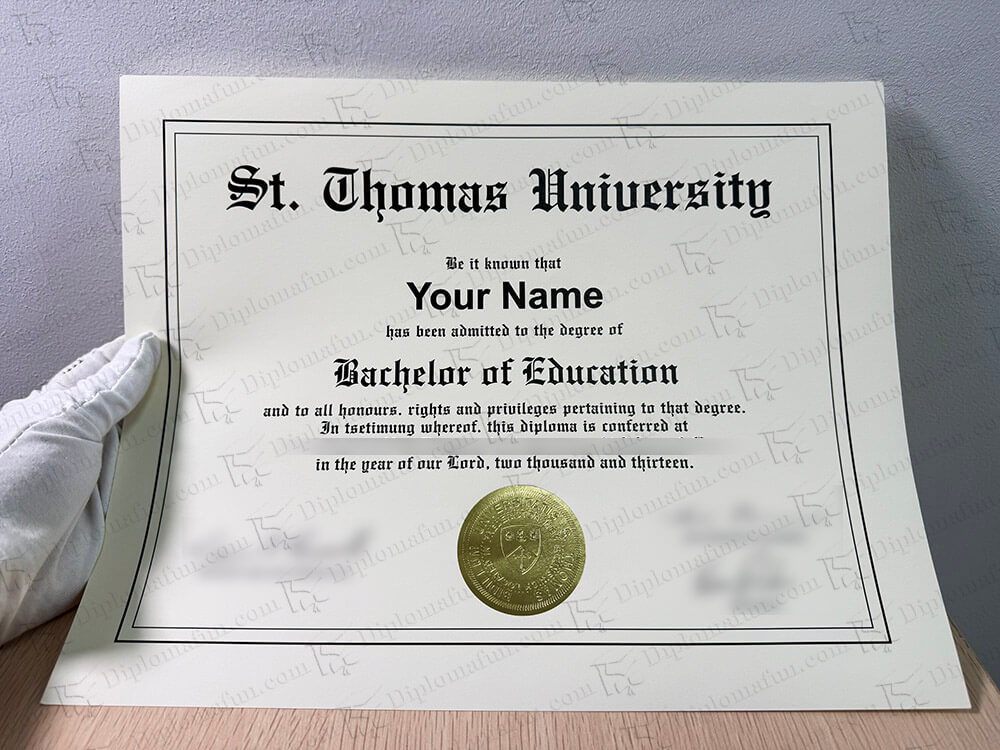 St. Thomas University
Be it known that
Your Name
has been admitted to the degree of
Bachelor of Education
and to all honours, rights and privileges pertaining to that degree.
In tsetimung whereof, this diploma is conferred at
in the year of our Lord, two thousand and thirteen.
Diplomafun.com